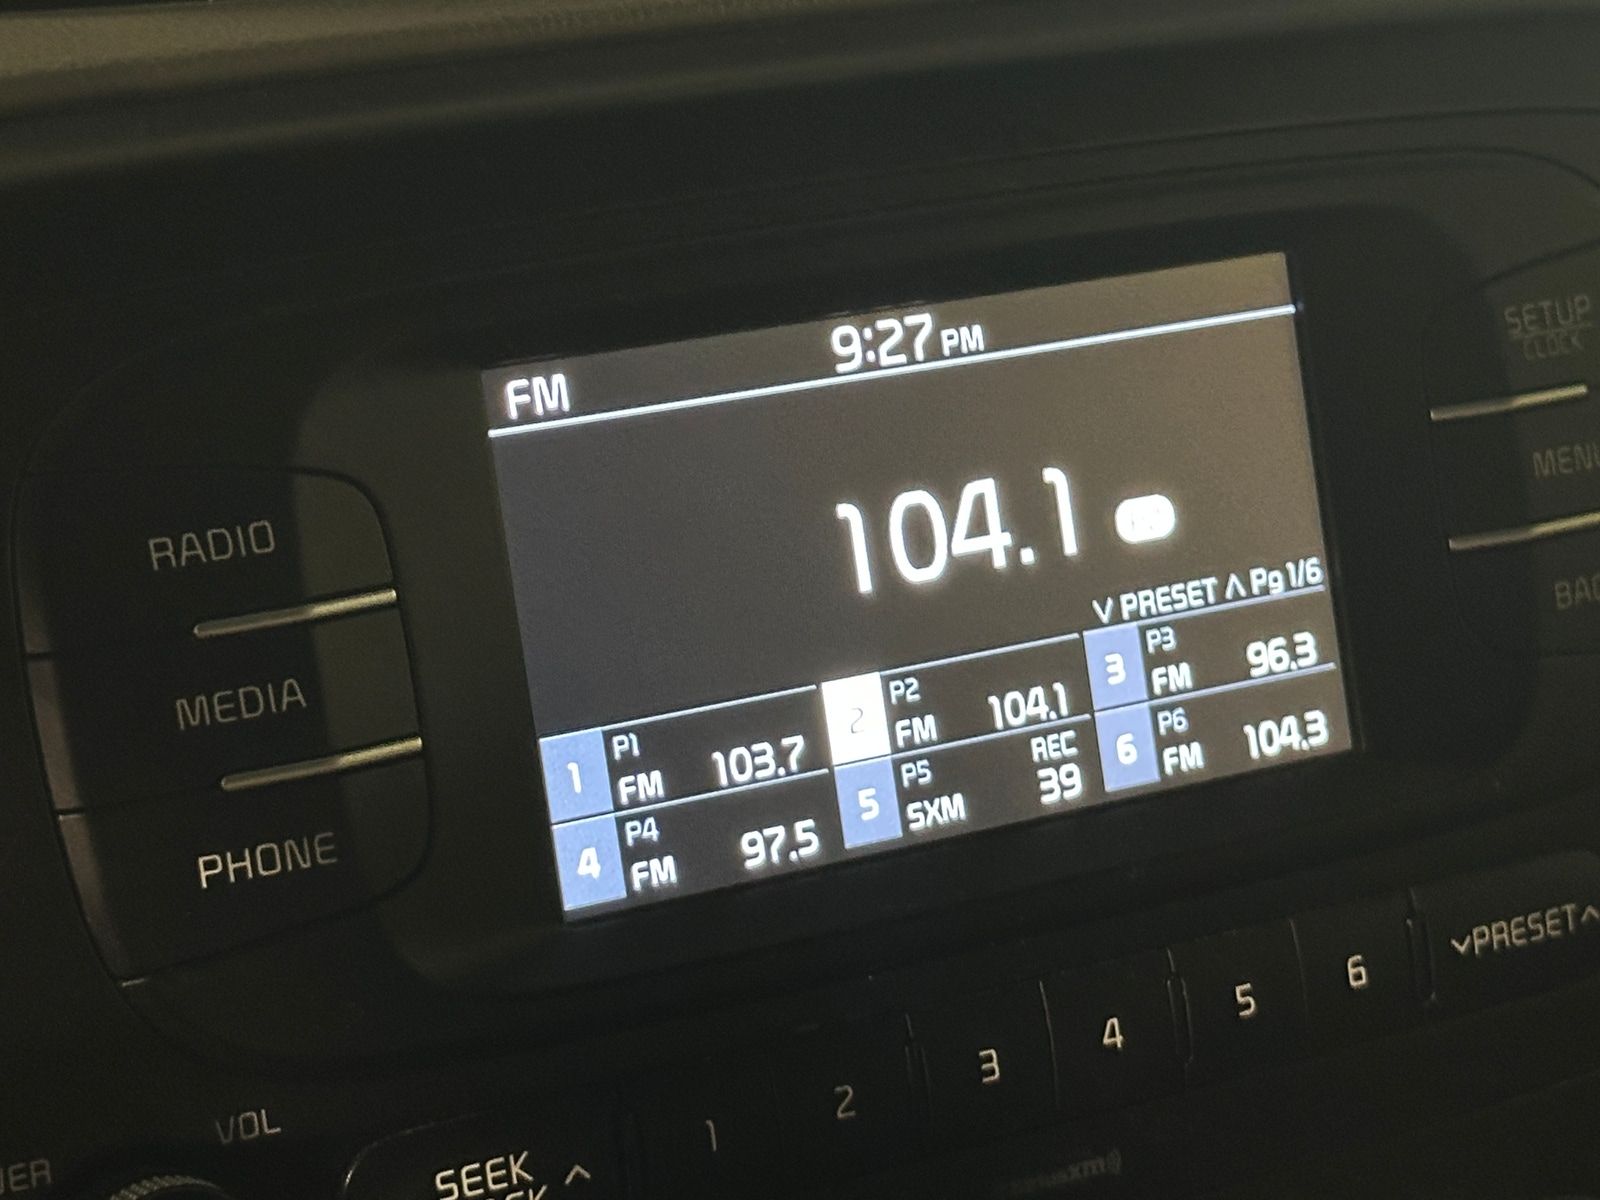 9:27 PM
FM
104.1
∨ PRESET ∧ Pg 1/6
1 P1 FM 103.7
2 P2 FM 104.1
3 P3 FM 96.3
4 P4 FM 97.5
5 P5 SXM REC 39
6 P6 FM 104.3
RADIO
MEDIA
PHONE
SETUP
CLOCK
MENU
VOL
SEEK ^
1 2 3 4 5 6
∨PRESET∧